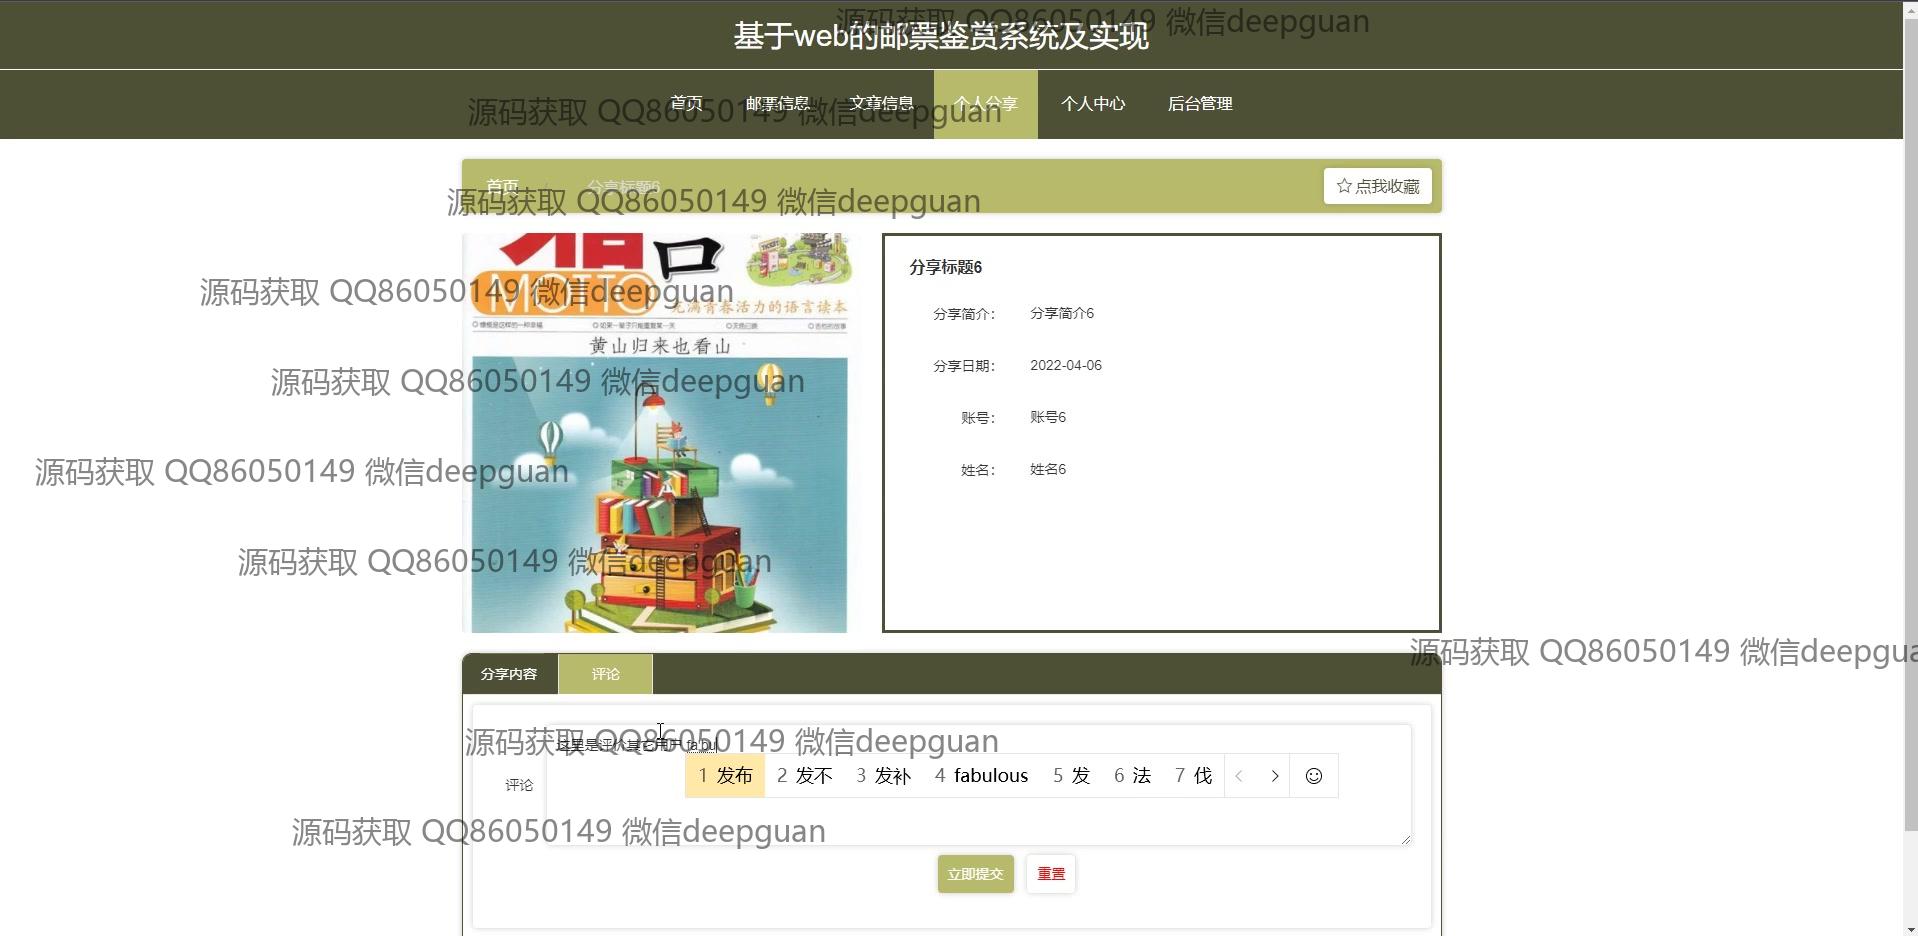 基于web的邮票鉴赏系统及实现
源码获取 QQ86050149 微信deepguan
首页 邮票信息 文章信息 个人分享 个人中心 后台管理
源码获取 QQ86050149 微信deepguan
首页 分享标题6 点我收藏
源码获取 QQ86050149 微信deepguan
MOTTO
充满青春活力的语言读本
黄山归来也看山
分享标题6
分享简介： 分享简介6
分享日期： 2022-04-06
账号： 账号6
姓名： 姓名6
源码获取 QQ86050149 微信deepguan
源码获取 QQ86050149 微信deepguan
源码获取 QQ86050149 微信deepguan
源码获取 QQ86050149 微信deepguan
源码获取 QQ86050149 微信deepgua
分享内容 评论
这里是评价其它用户 fa'bu
源码获取 QQ86050149 微信deepguan
1 发布 2 发不 3 发补 4 fabulous 5 发 6 法 7 伐
评论
源码获取 QQ86050149 微信deepguan
立即提交 重置